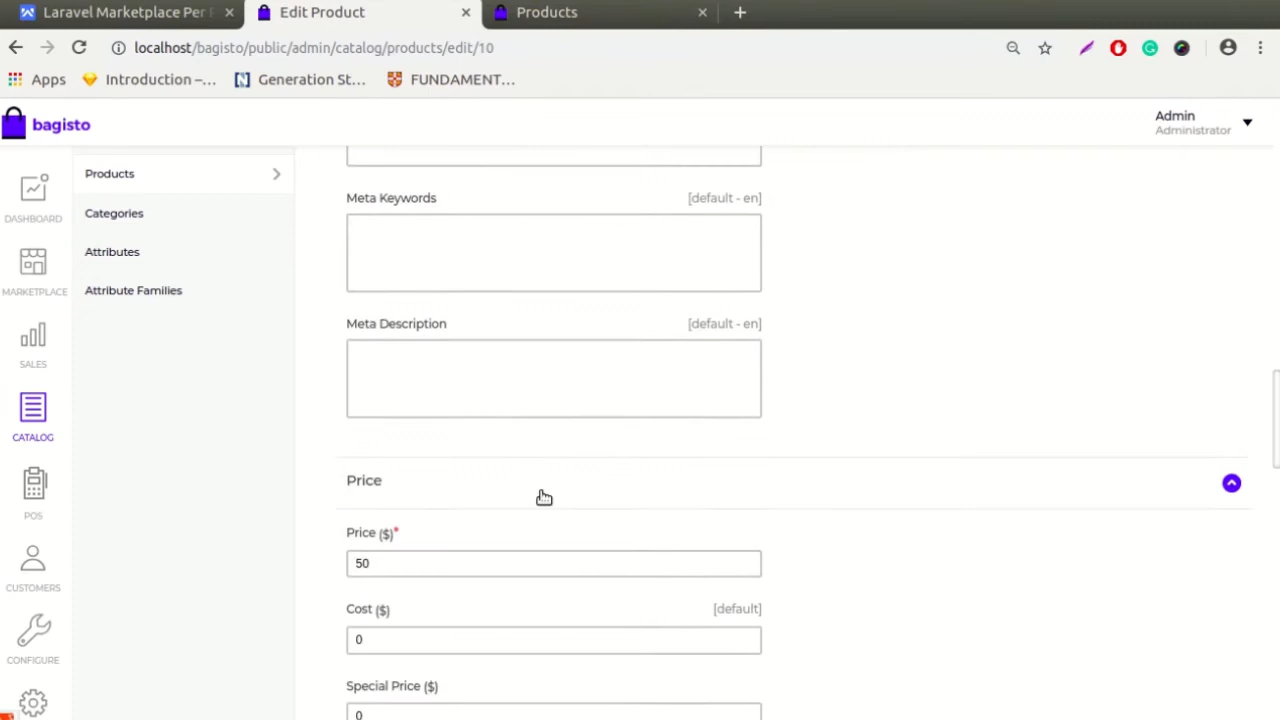 Laravel Marketplace Per P
Edit Product
Products
localhost/bagisto/public/admin/catalog/products/edit/10
Apps
Introduction –...
Generation St...
FUNDAMENT...
bagisto
Admin
Administrator
DASHBOARD
MARKETPLACE
SALES
CATALOG
POS
CUSTOMERS
CONFIGURE
Products
Categories
Attributes
Attribute Families
Meta Keywords [default - en]
Meta Description [default - en]
Price
Price ($)*
50
Cost ($) [default]
0
Special Price ($)
0